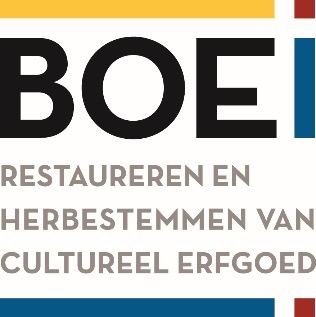 BOEI
RESTAUREREN EN
HERBESTEMMEN VAN
CULTUREEL ERFGOED